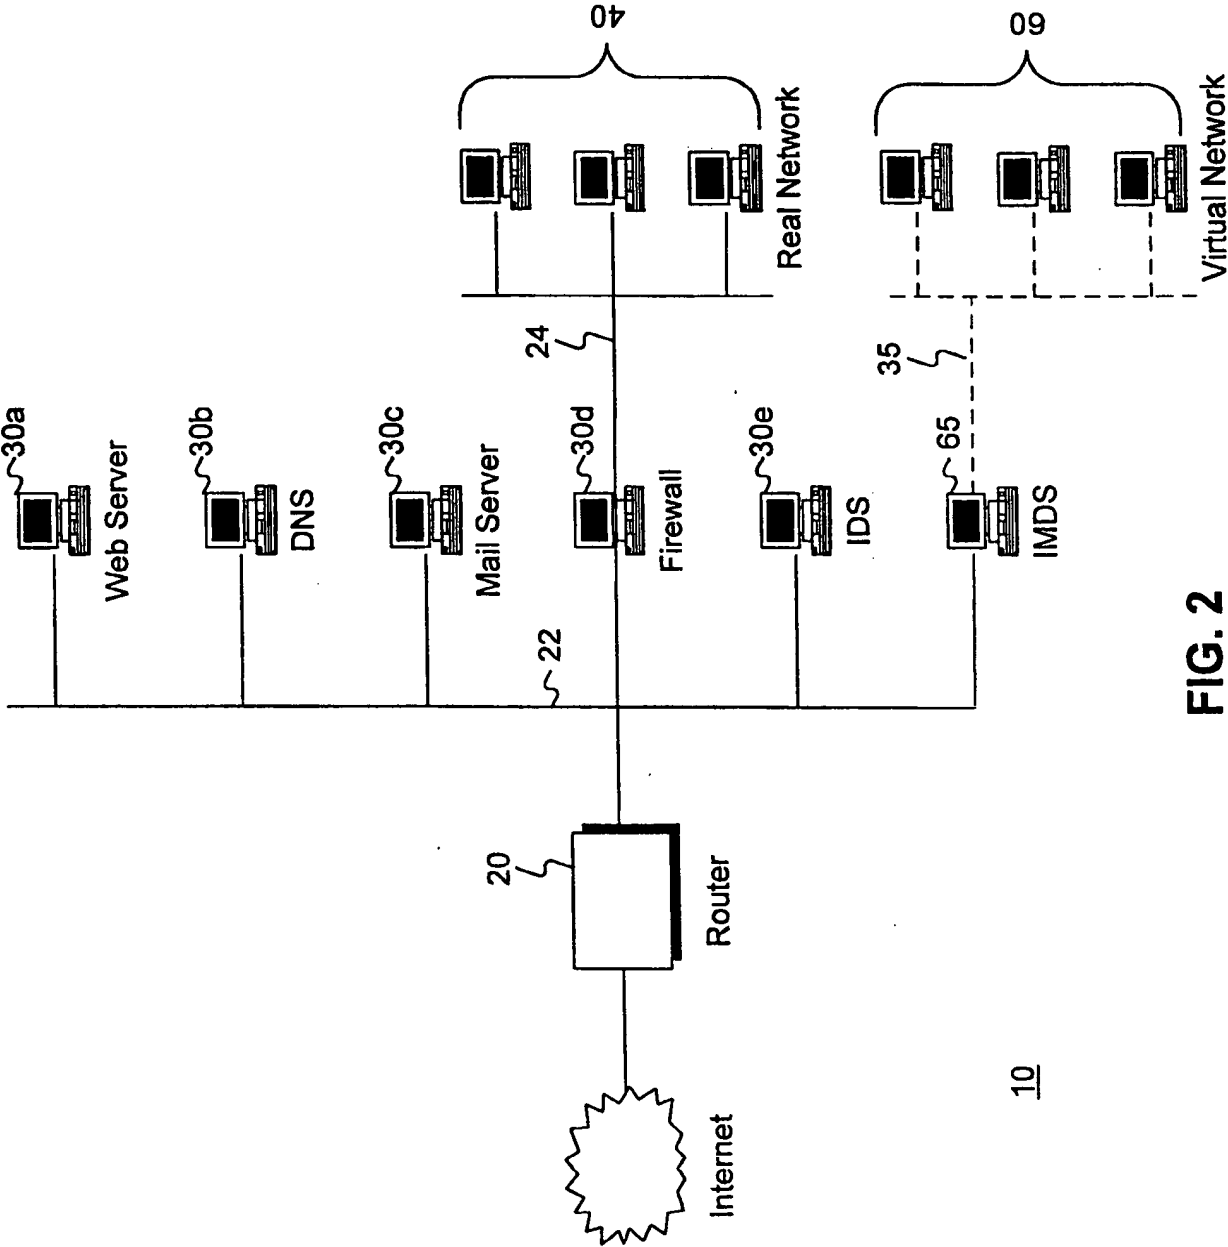 30a
Web Server
30b
DNS
30c
Mail Server
30d
Firewall
30e
IDS
65
IMDS
22
24
35
40
Real Network
60
Virtual Network
20
Router
Internet
10
FIG. 2